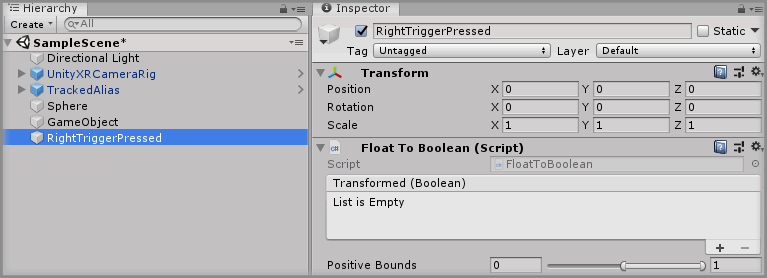 Hierarchy
Create
All
SampleScene*
Directional Light
UnityXRCameraRig
TrackedAlias
Sphere
GameObject
RightTriggerPressed
Inspector
RightTriggerPressed Static
Tag Untagged Layer Default
Transform
Position X 0 Y 0 Z 0
Rotation X 0 Y 0 Z 0
Scale X 1 Y 1 Z 1
Float To Boolean (Script)
Script FloatToBoolean
Transformed (Boolean)
List is Empty
+ −
Positive Bounds 0 1